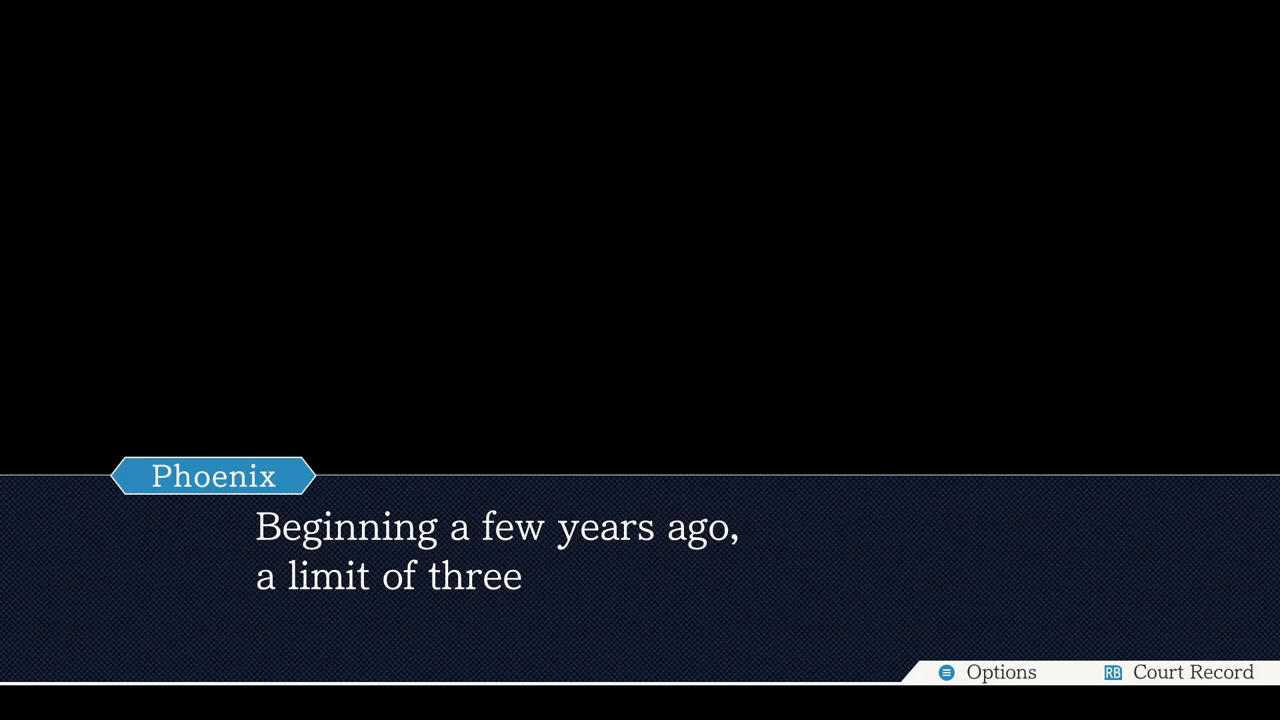 Phoenix
Beginning a few years ago,
a limit of three
Options
RB Court Record